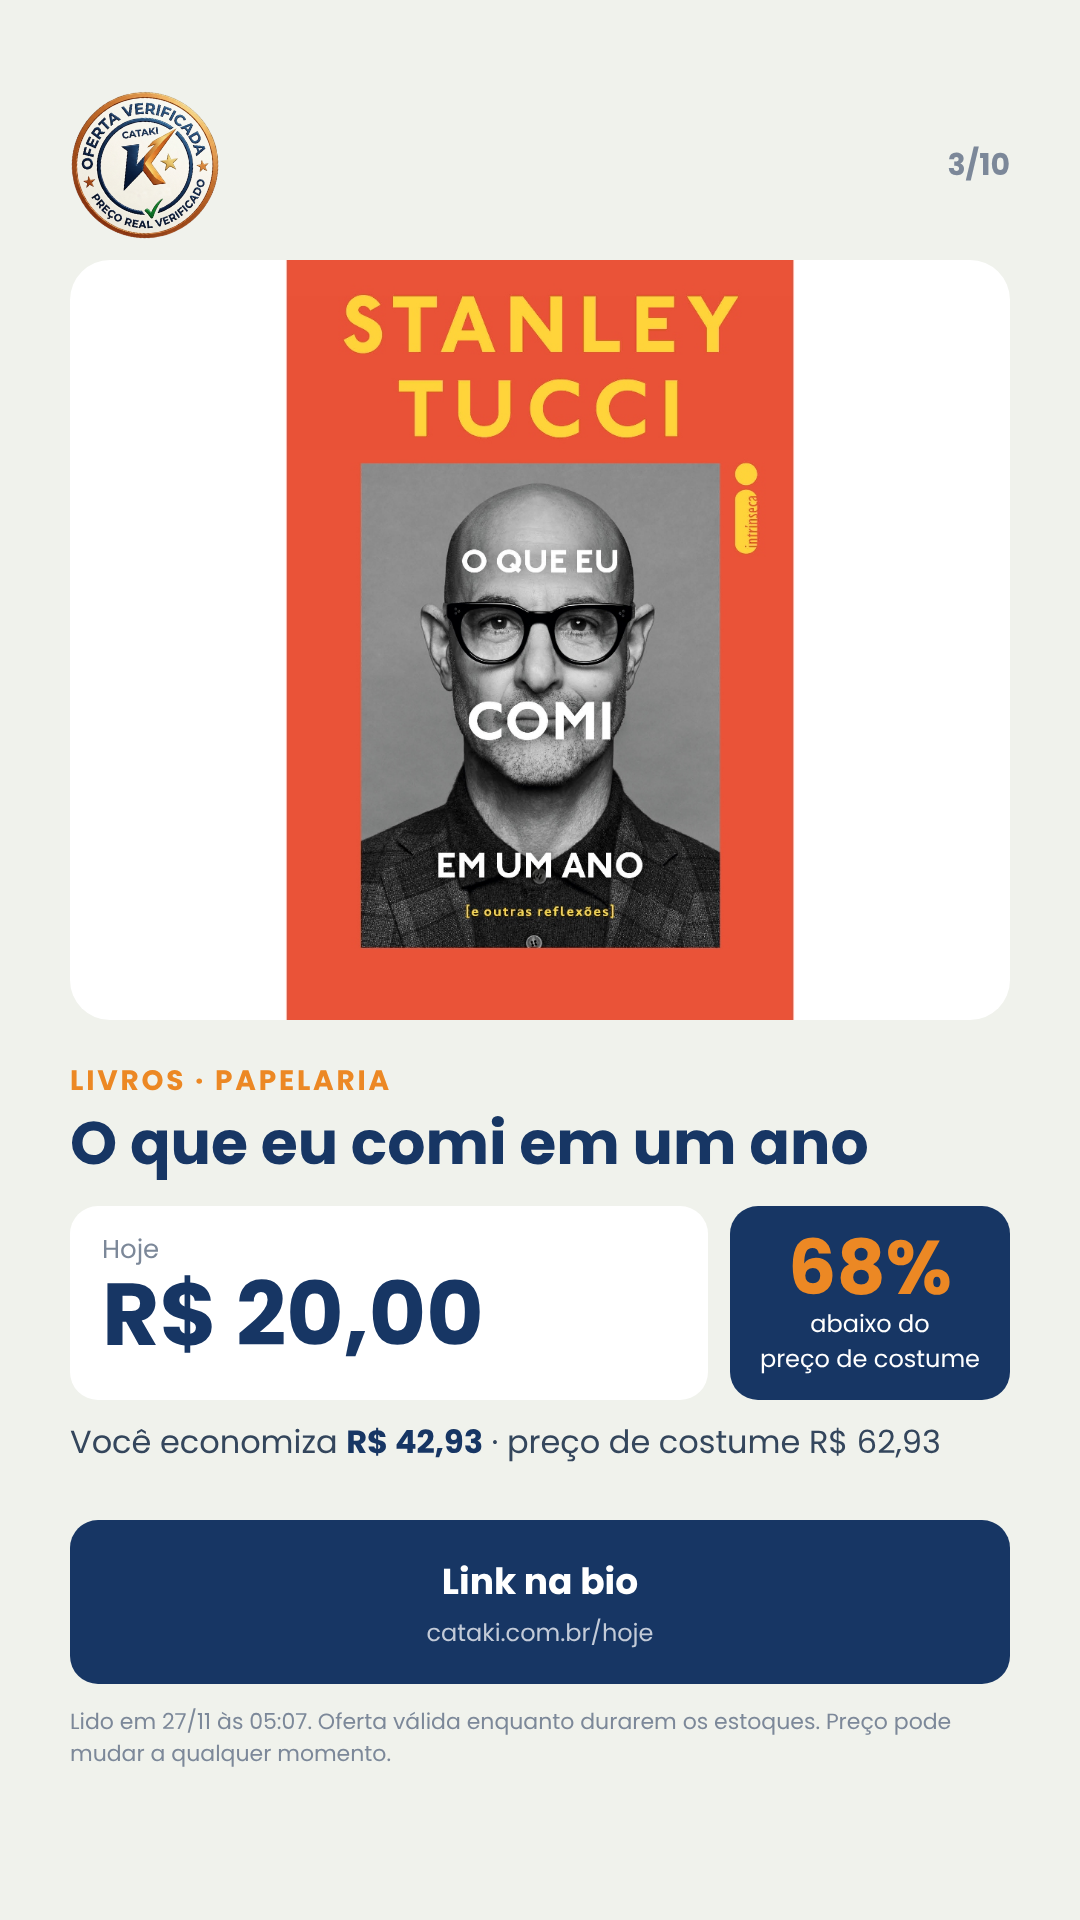 OFERTA VERIFICADA
CATAKI
K
PREÇO REAL VERIFICADO
3/10
STANLEY
TUCCI
intrínseca
O QUE EU
COMI
EM UM ANO
[e outras reflexões]
LIVROS · PAPELARIA
O que eu comi em um ano
Hoje
R$ 20,00
68%
abaixo do
preço de costume
Você economiza R$ 42,93 · preço de costume R$ 62,93
Link na bio
cataki.com.br/hoje
Lido em 27/11 às 05:07. Oferta válida enquanto durarem os estoques. Preço pode
mudar a qualquer momento.